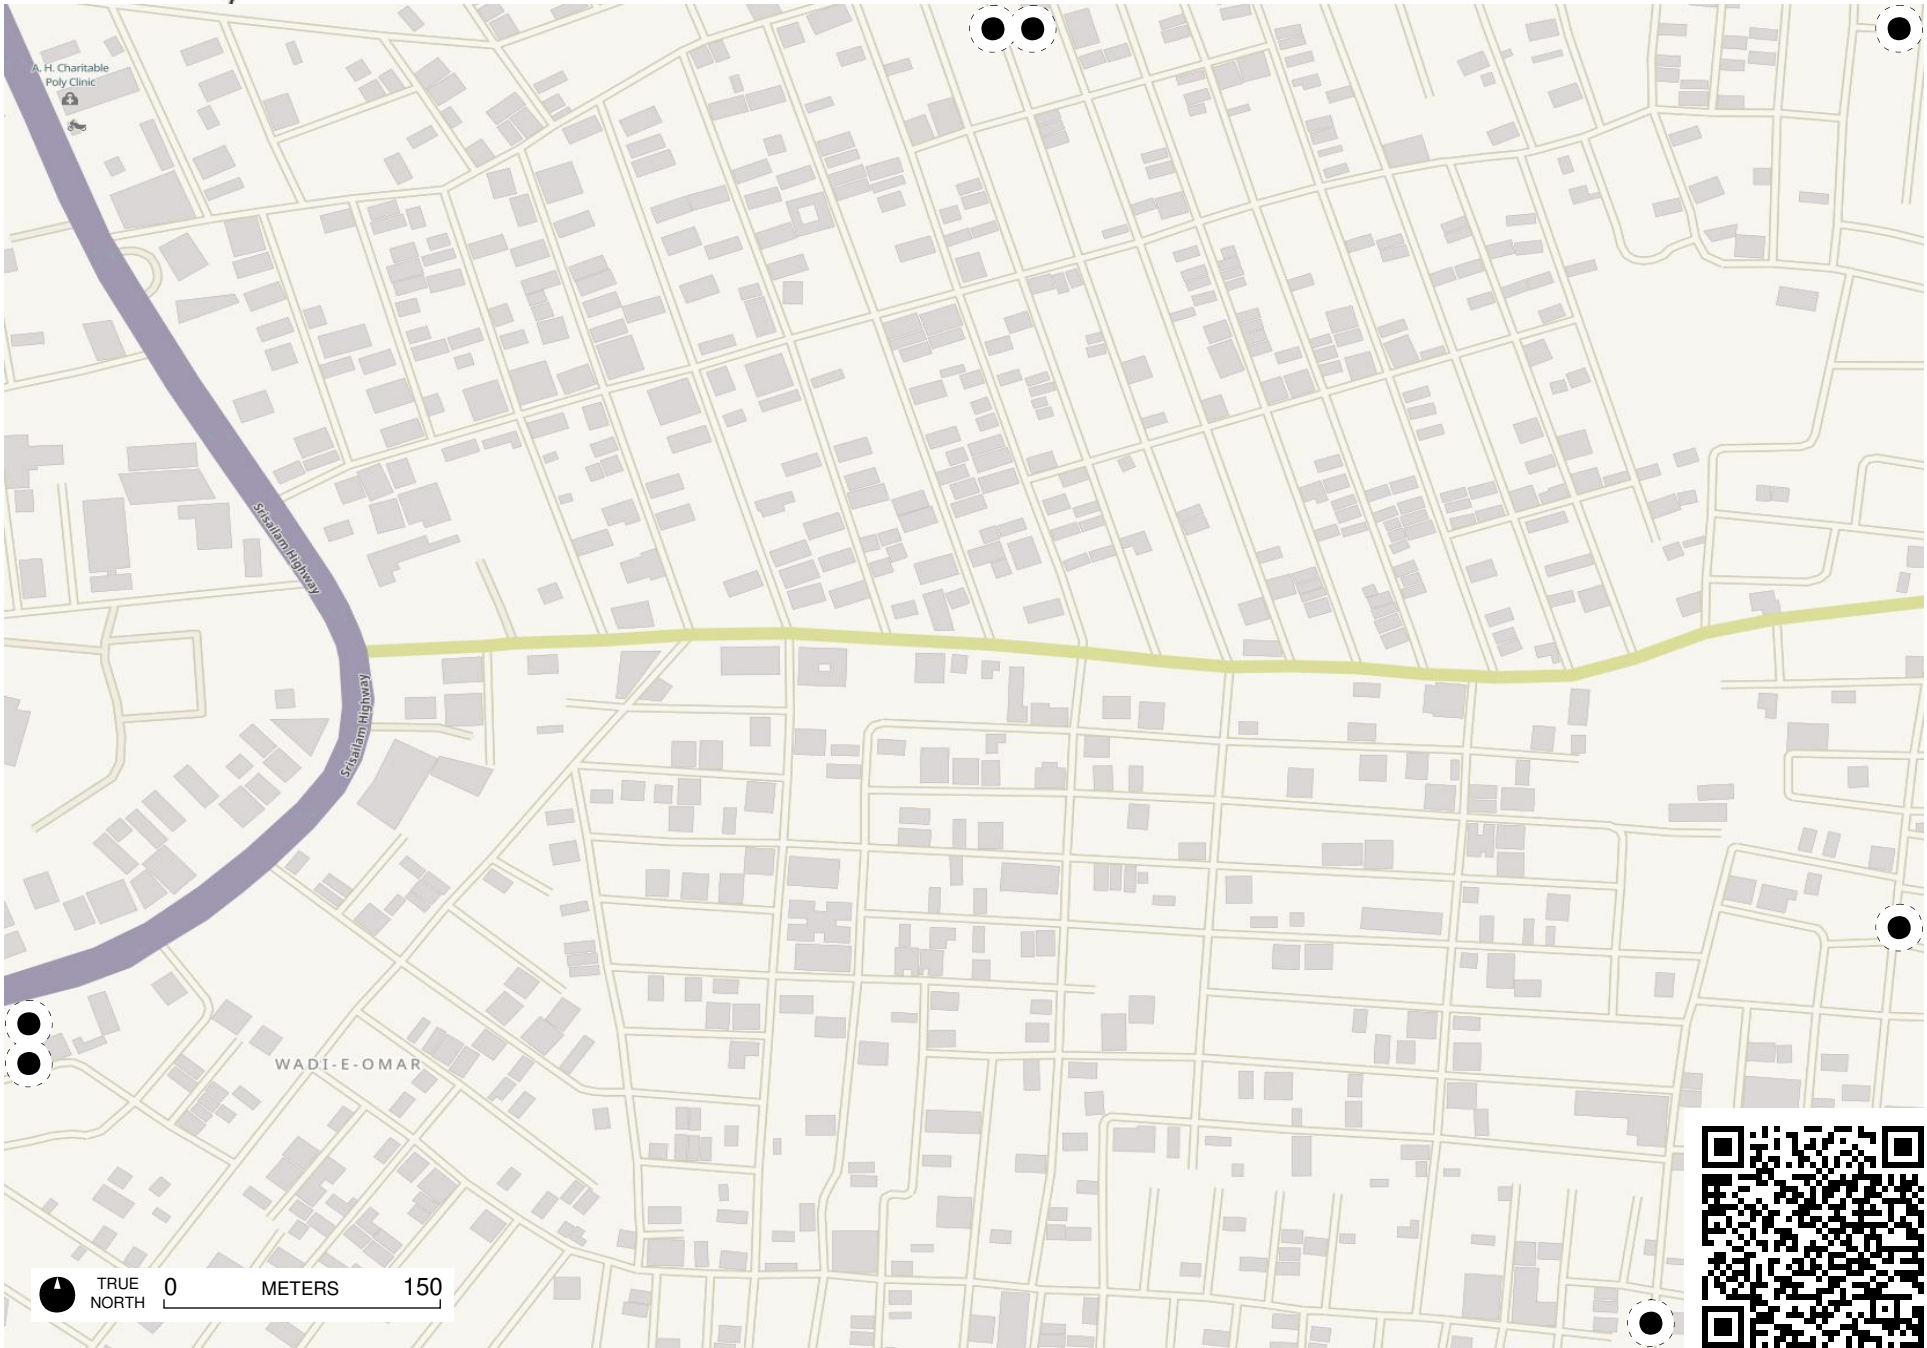 A. H. Charitable
Poly Clinic
Srisailam Highway
Srisailam Highway
WADI-E-OMAR
TRUE
NORTH
0 METERS 150